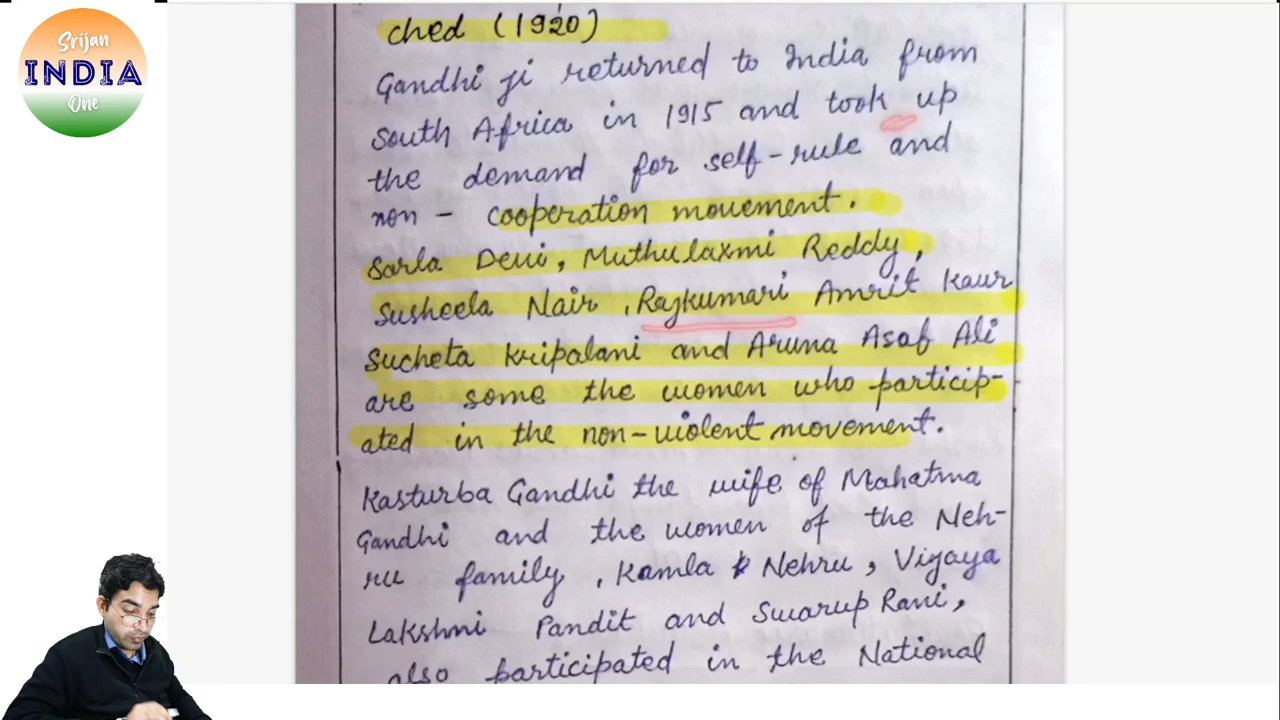 Srijan
INDIA
One
ched (1920)
Gandhi ji returned to India from
South Africa in 1915 and took up
the demand for self-rule and
non - cooperation movement.
Sarla Devi, Muthulaxmi Reddy,
Susheela Nair, Rajkumari Amrit Kaur
Sucheta Kripalani and Aruna Asaf Ali
are some the women who particip-
ated in the non-violent movement.
Kasturba Gandhi the wife of Mahatma
Gandhi and the women of the Neh-
ru family, Kamla Nehru, Vijaya
Lakshmi Pandit and Swarup Rani,
also participated in the National